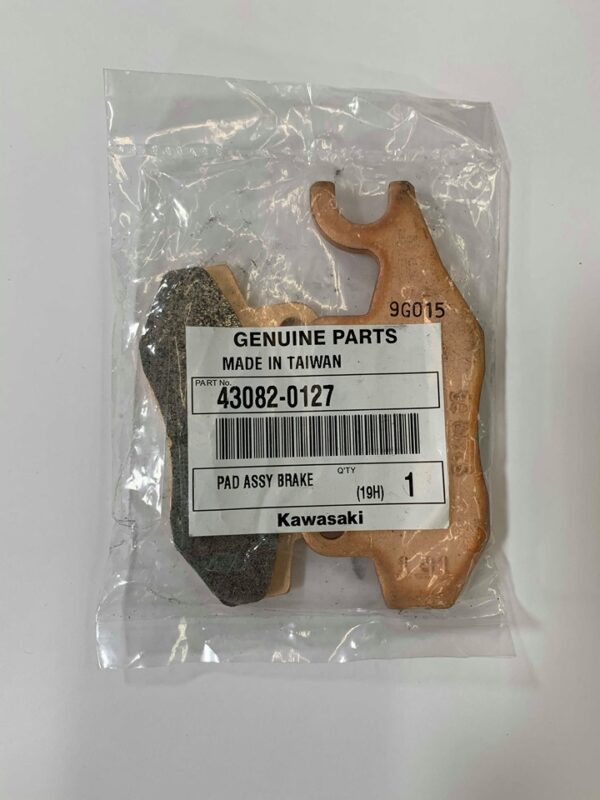 9G015
GENUINE PARTS
MADE IN TAIWAN
PART No.
43082-0127
PAD ASSY BRAKE
Q'TY
(19H) 1
Kawasaki